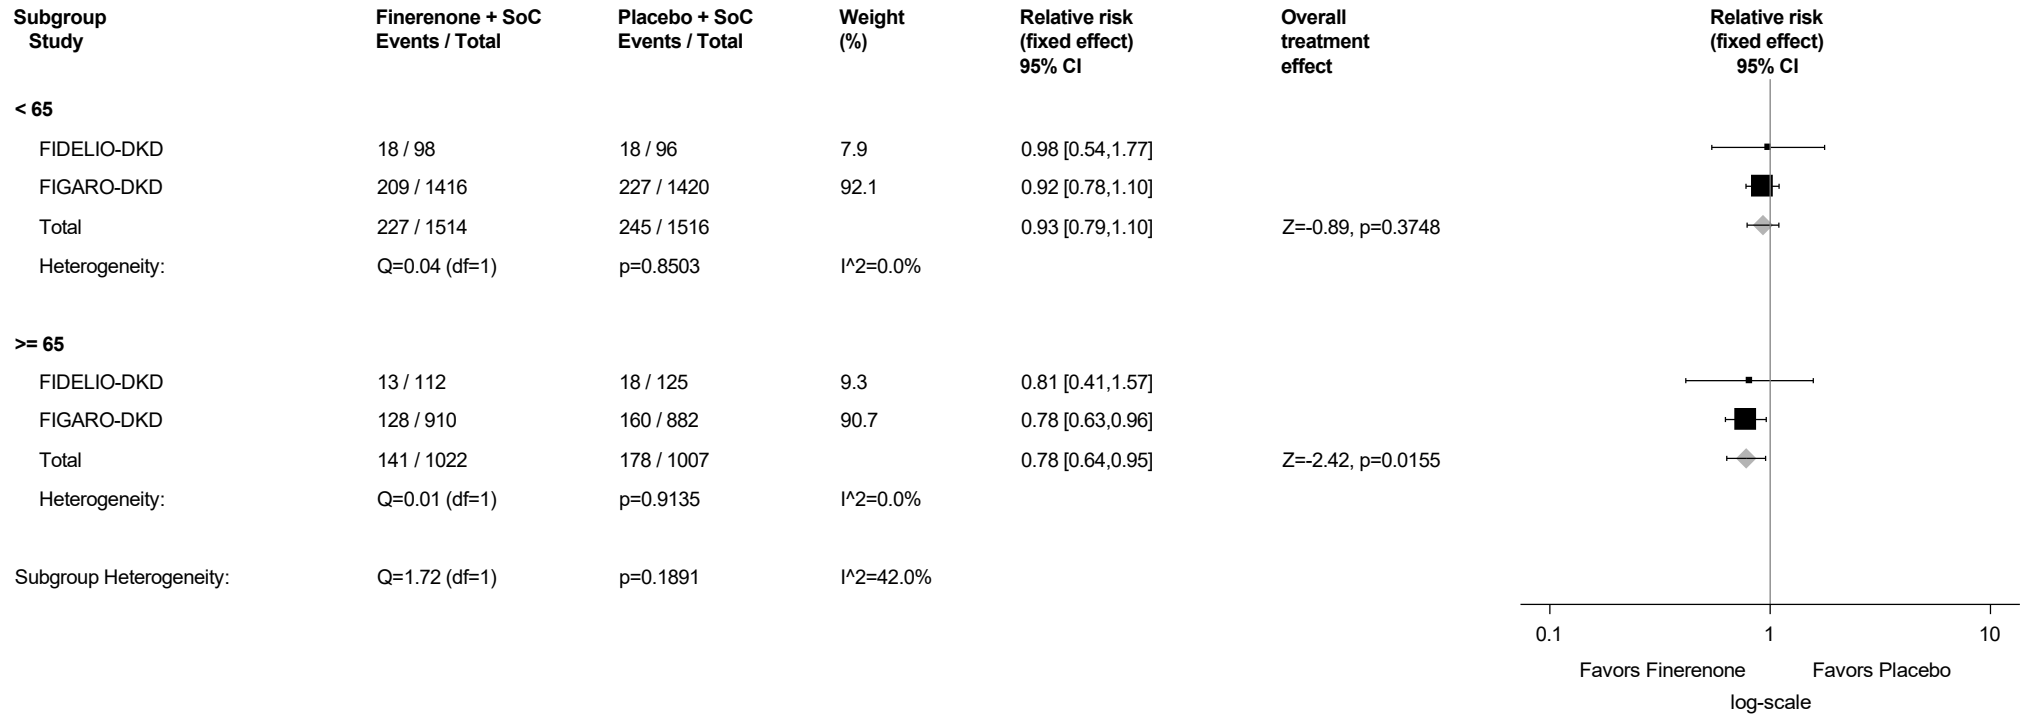 Subgroup Finerenone + SoC Placebo + SoC Weight Relative risk Overall Relative risk
Study Events / Total Events / Total (%) (fixed effect) treatment (fixed effect)
95% CI effect 95% CI
< 65
FIDELIO-DKD 18 / 98 18 / 96 7.9 0.98 [0.54,1.77]
FIGARO-DKD 209 / 1416 227 / 1420 92.1 0.92 [0.78,1.10]
Total 227 / 1514 245 / 1516 0.93 [0.79,1.10] Z=-0.89, p=0.3748
Heterogeneity: Q=0.04 (df=1) p=0.8503 I^2=0.0%
>= 65
FIDELIO-DKD 13 / 112 18 / 125 9.3 0.81 [0.41,1.57]
FIGARO-DKD 128 / 910 160 / 882 90.7 0.78 [0.63,0.96]
Total 141 / 1022 178 / 1007 0.78 [0.64,0.95] Z=-2.42, p=0.0155
Heterogeneity: Q=0.01 (df=1) p=0.9135 I^2=0.0%
Subgroup Heterogeneity: Q=1.72 (df=1) p=0.1891 I^2=42.0%
0.1 1 10
Favors Finerenone Favors Placebo
log-scale